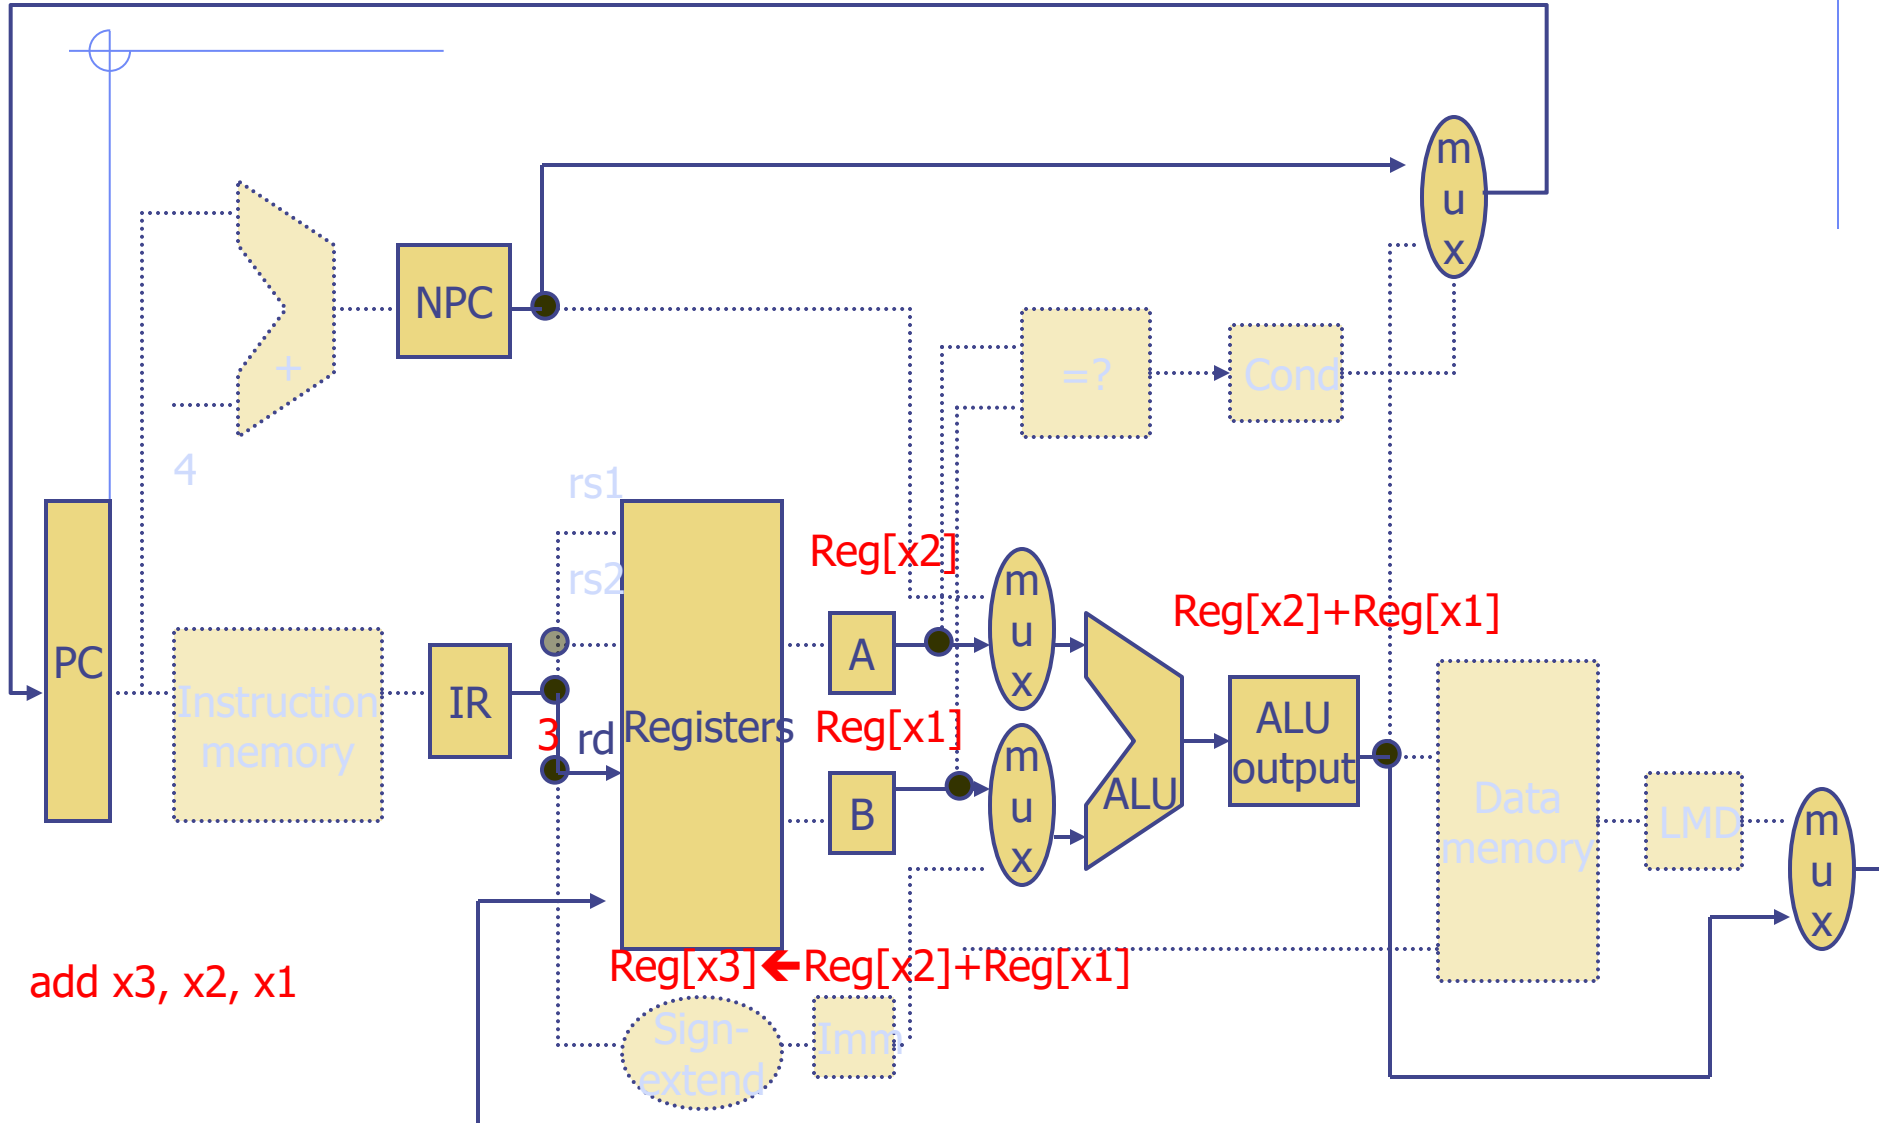 m
u
x
NPC
+
=?
Cond
4
rs1
rs2
Reg[x2]
m
u
x
Reg[x2]+Reg[x1]
PC
A
Instruction
memory
IR
3
rd
Registers
Reg[x1]
ALU
output
m
u
x
ALU
B
Data
memory
LMD
m
u
x
Reg[x3]🡸Reg[x2]+Reg[x1]
add x3, x2, x1
Sign-
extend
Imm